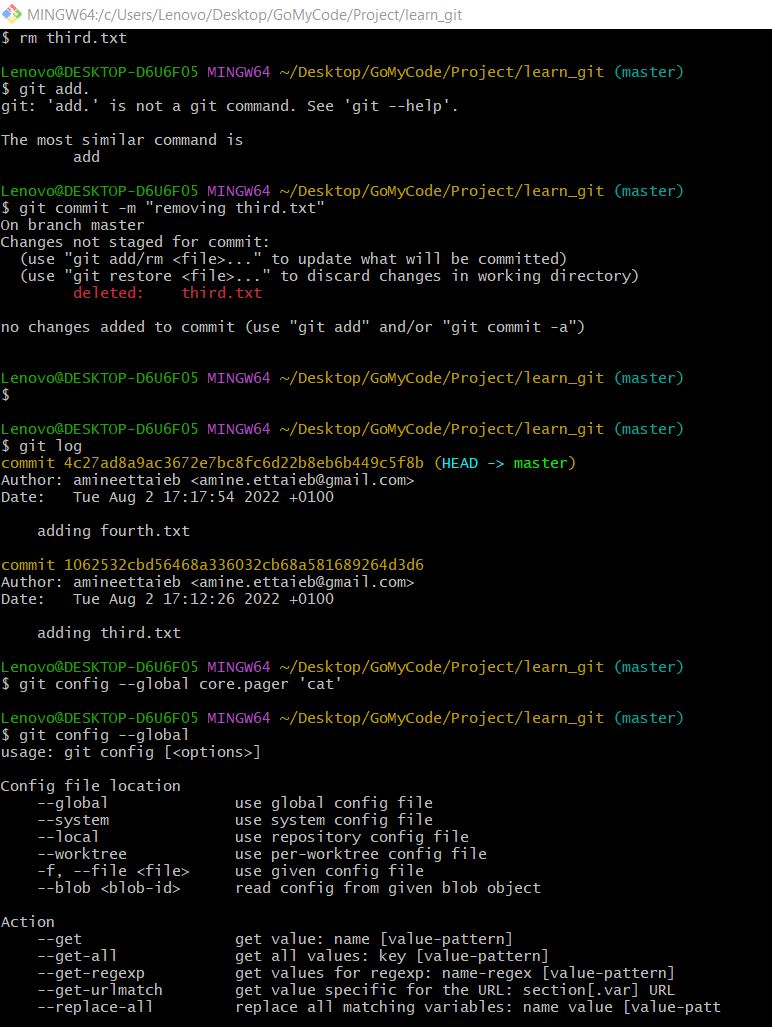 MINGW64:/c/Users/Lenovo/Desktop/GoMyCode/Project/learn_git
$ rm third.txt
Lenovo@DESKTOP-D6U6FO5 MINGW64 ~/Desktop/GoMyCode/Project/learn_git (master)
$ git add.
git: 'add.' is not a git command. See 'git --help'.
The most similar command is
        add
Lenovo@DESKTOP-D6U6FO5 MINGW64 ~/Desktop/GoMyCode/Project/learn_git (master)
$ git commit -m "removing third.txt"
On branch master
Changes not staged for commit:
  (use "git add/rm <file>..." to update what will be committed)
  (use "git restore <file>..." to discard changes in working directory)
        deleted:    third.txt
no changes added to commit (use "git add" and/or "git commit -a")
Lenovo@DESKTOP-D6U6FO5 MINGW64 ~/Desktop/GoMyCode/Project/learn_git (master)
$
Lenovo@DESKTOP-D6U6FO5 MINGW64 ~/Desktop/GoMyCode/Project/learn_git (master)
$ git log
commit 4c27ad8a9ac3672e7bc8fc6d22b8eb6b449c5f8b (HEAD -> master)
Author: amineettaieb <amine.ettaieb@gmail.com>
Date:   Tue Aug 2 17:17:54 2022 +0100
    adding fourth.txt
commit 1062532cbd56468a336032cb68a581689264d3d6
Author: amineettaieb <amine.ettaieb@gmail.com>
Date:   Tue Aug 2 17:12:26 2022 +0100
    adding third.txt
Lenovo@DESKTOP-D6U6FO5 MINGW64 ~/Desktop/GoMyCode/Project/learn_git (master)
$ git config --global core.pager 'cat'
Lenovo@DESKTOP-D6U6FO5 MINGW64 ~/Desktop/GoMyCode/Project/learn_git (master)
$ git config --global
usage: git config [<options>]
Config file location
    --global              use global config file
    --system              use system config file
    --local               use repository config file
    --worktree            use per-worktree config file
    -f, --file <file>     use given config file
    --blob <blob-id>      read config from given blob object
Action
    --get                 get value: name [value-pattern]
    --get-all             get all values: key [value-pattern]
    --get-regexp          get values for regexp: name-regex [value-pattern]
    --get-urlmatch        get value specific for the URL: section[.var] URL
    --replace-all         replace all matching variables: name value [value-patt